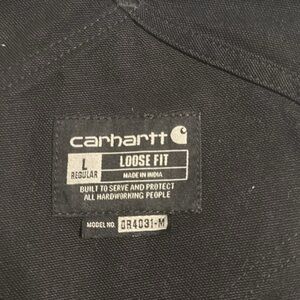 carhartt
L LOOSE FIT
REGULAR MADE IN INDIA
BUILT TO SERVE AND PROTECT
ALL HARDWORKING PEOPLE
MODEL NO. OR4031-M